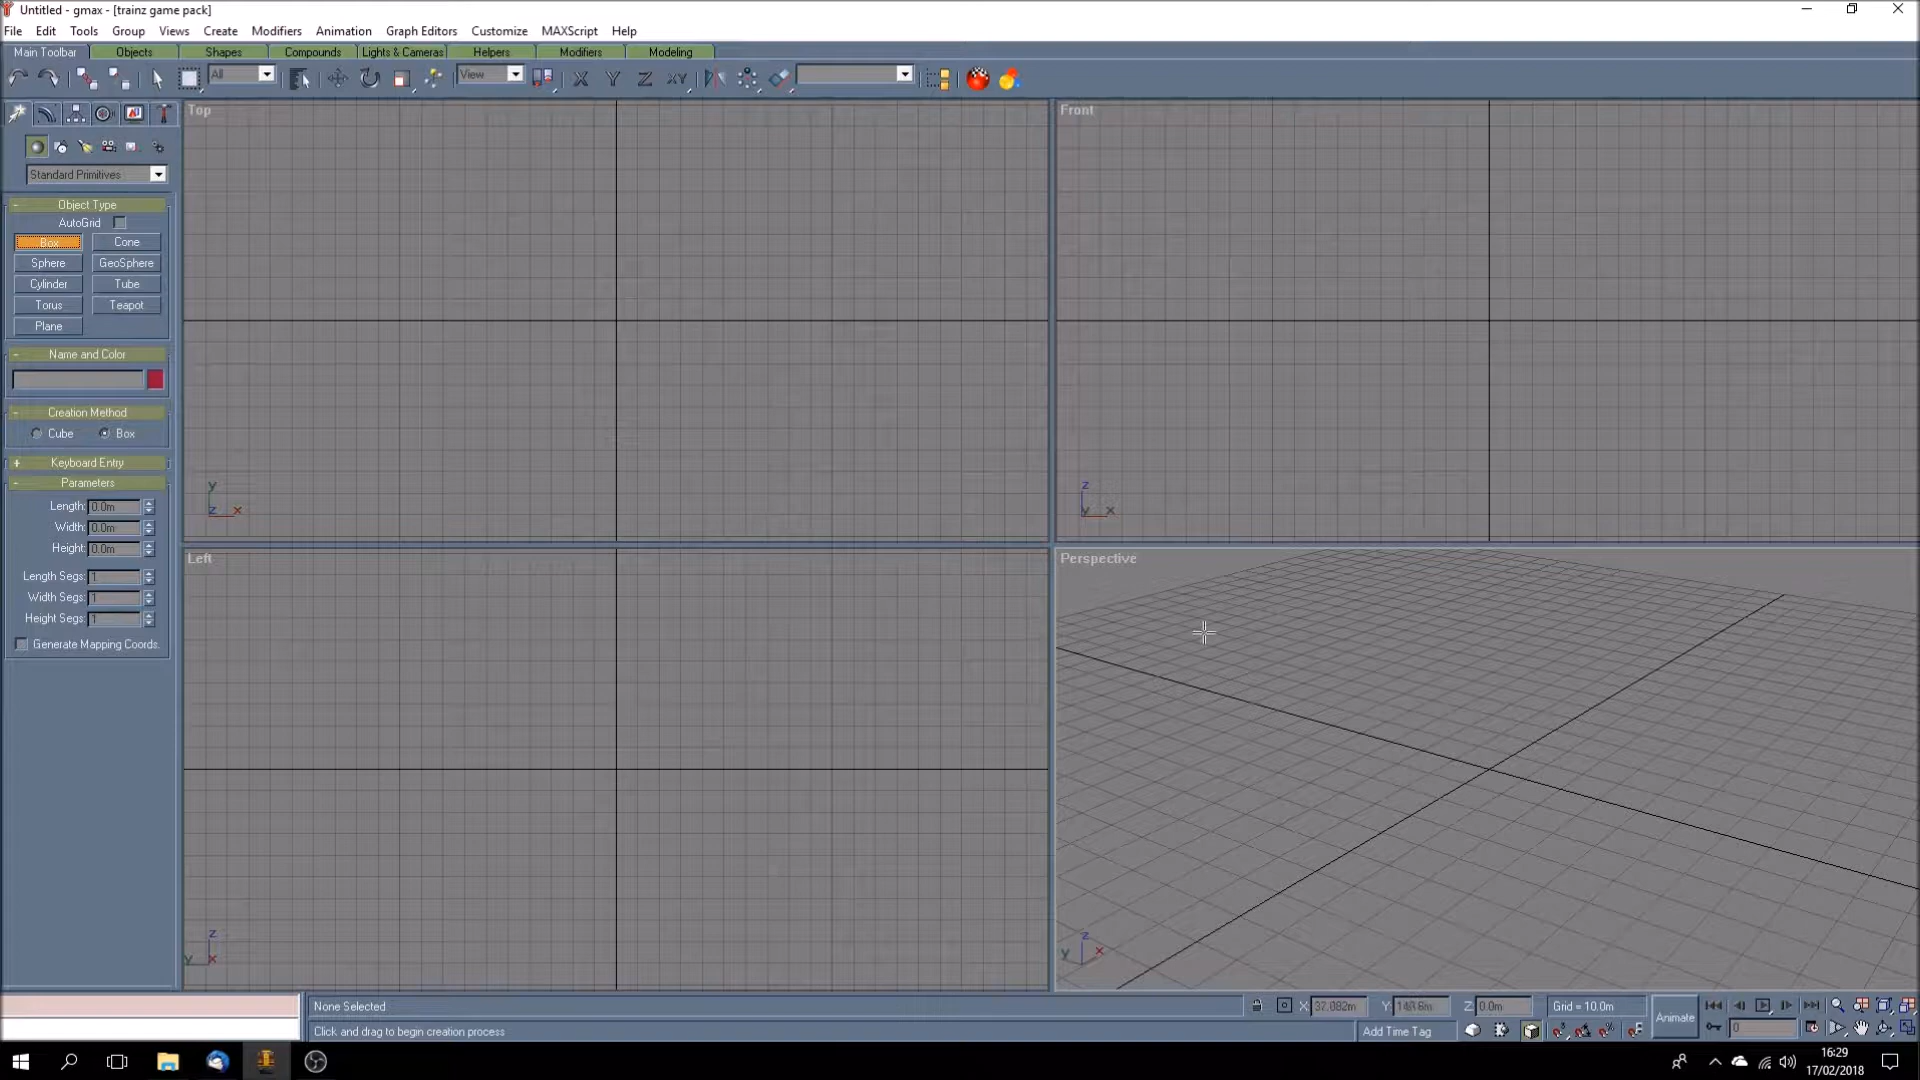 Untitled - gmax - [trainz game pack]
File Edit Tools Group Views Create Modifiers Animation Graph Editors Customize MAXScript Help
Main Toolbar Objects Shapes Compounds Lights & Cameras Helpers Modifiers Modeling
All View X Y Z XY
Top
Front
Standard Primitives
Object Type
AutoGrid
Box Cone
Sphere GeoSphere
Cylinder Tube
Torus Teapot
Plane
Name and Color
Creation Method
Cube Box
Keyboard Entry
Parameters
Length: 0.0m
Width: 0.0m
Height: 0.0m
Length Segs: 1
Width Segs: 1
Height Segs: 1
Generate Mapping Coords.
y
z x
z
y x
Left
Perspective
z
y x
z
y x
None Selected
X: 37.082m Y: Z: 0.0m Grid = 10.0m
Animate
0
Click and drag to begin creation process
Add Time Tag
16:29
17/02/2018